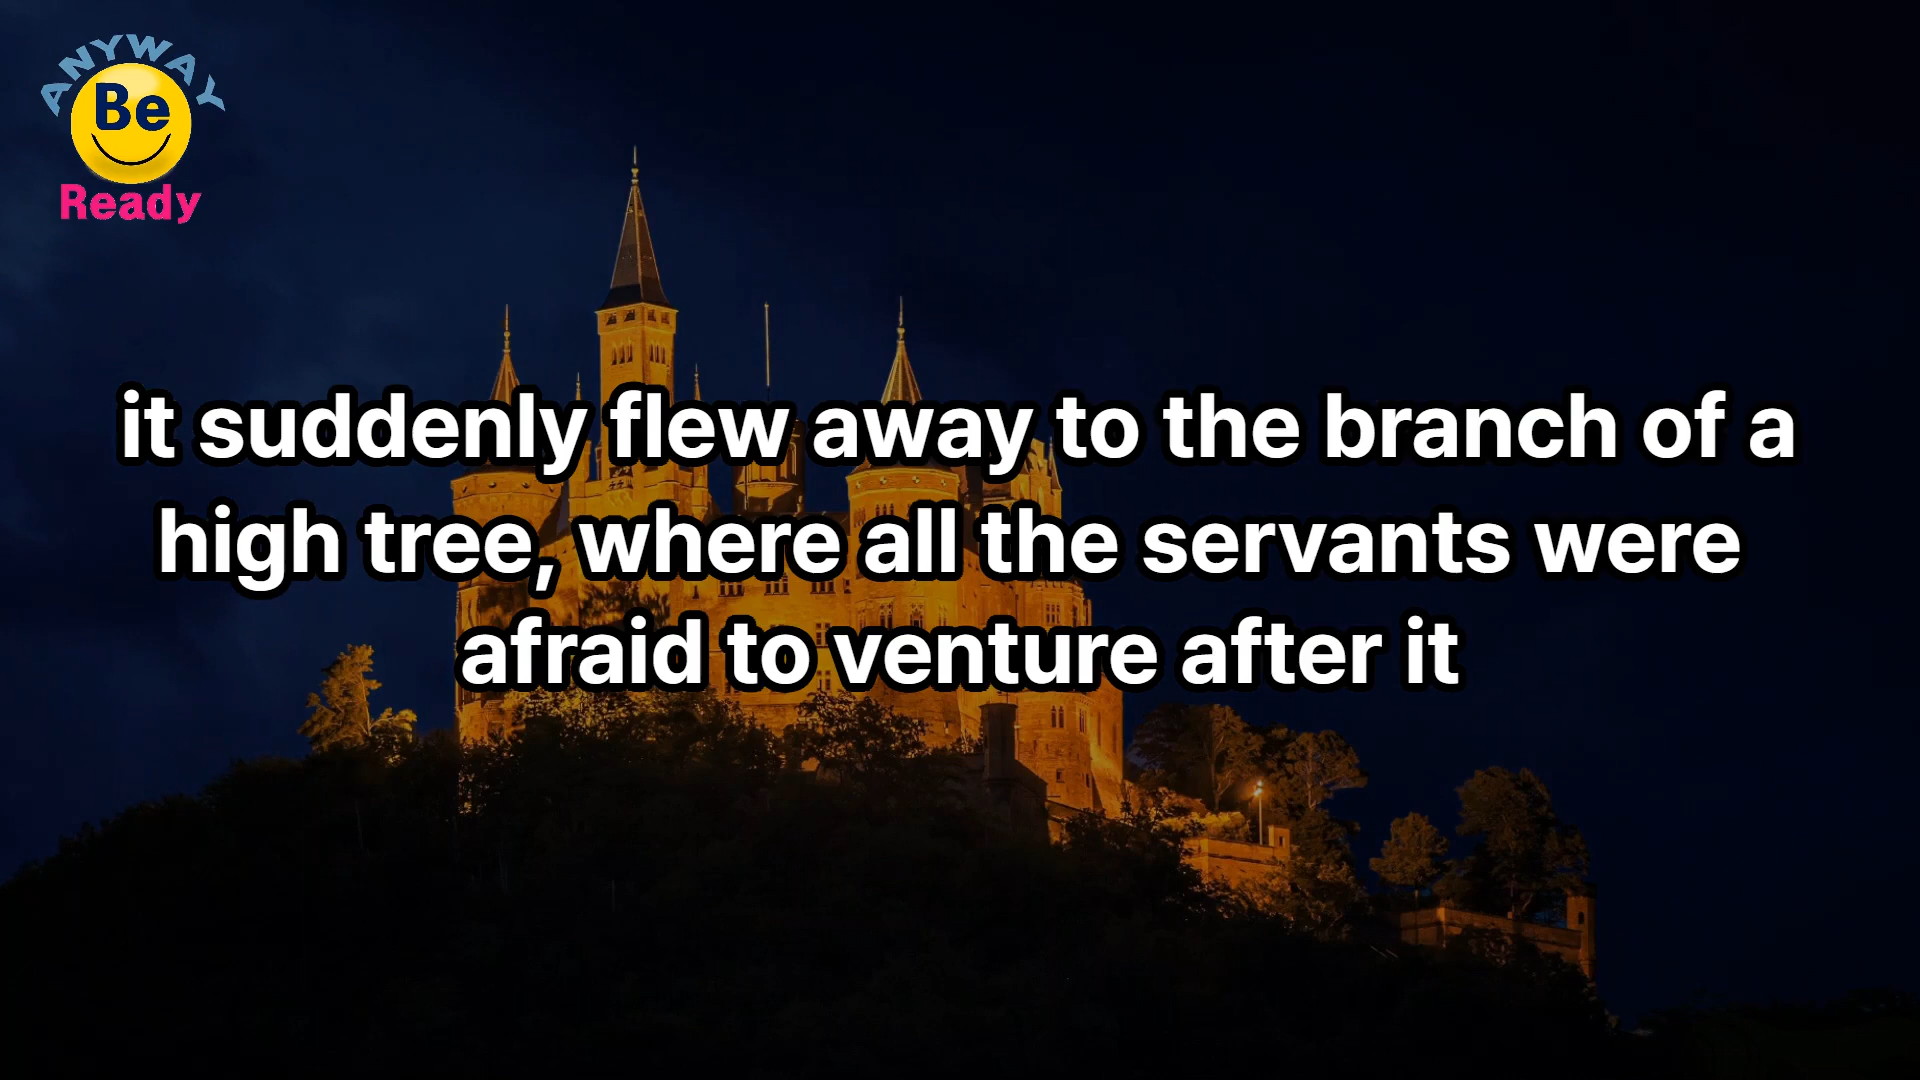 ANYWAY
Be
Ready
it suddenly flew away to the branch of a
high tree, where all the servants were
afraid to venture after it